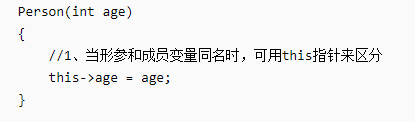 Person(int age)
{
//1、当形参和成员变量同名时，可用this指针来区分
this->age = age;
}